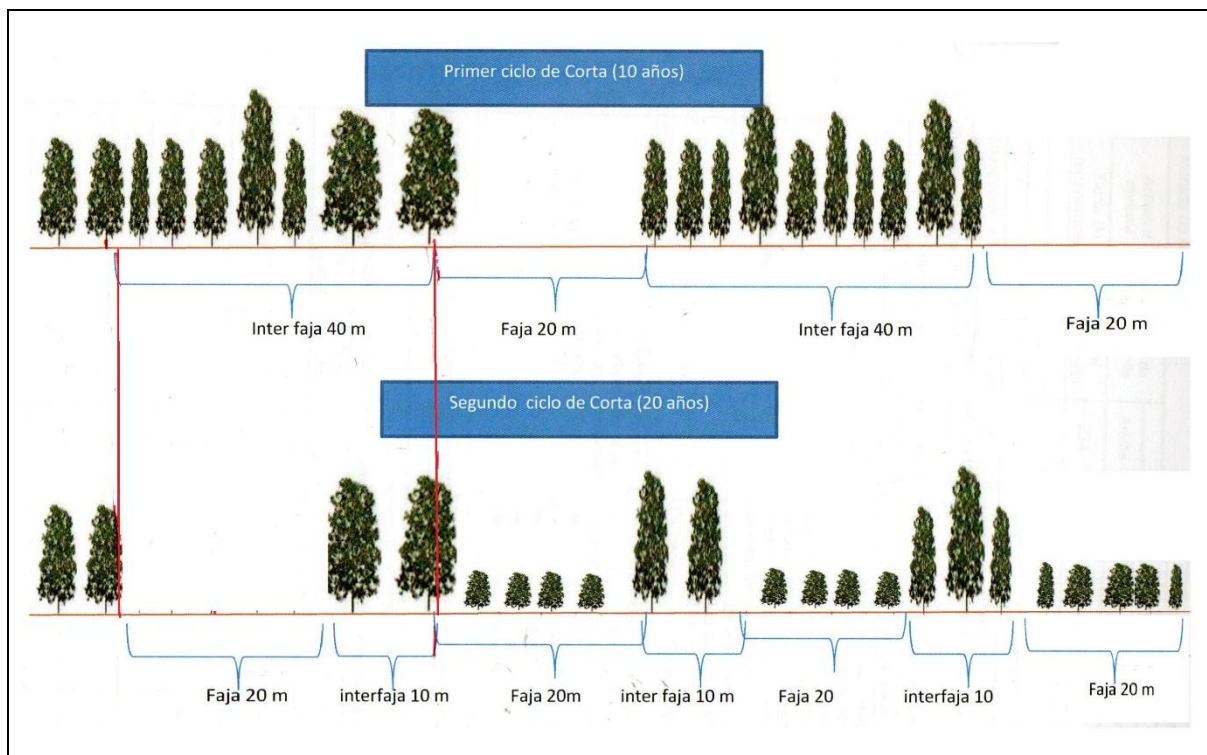 Primer ciclo de Corta (10 años)
Inter faja 40 m
Faja 20 m
Inter faja 40 m
Faja 20 m
Segundo ciclo de Corta (20 años)
Faja 20 m
interfaja 10 m
Faja 20m
inter faja 10 m
Faja 20
interfaja 10
Faja 20 m